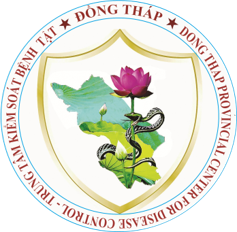 TRUNG TÂM KIỂM SOÁT BỆNH TẬT ★ ĐỒNG THÁP ★
DONG THAP PROVINCIAL CENTER FOR DISEASE CONTROL -